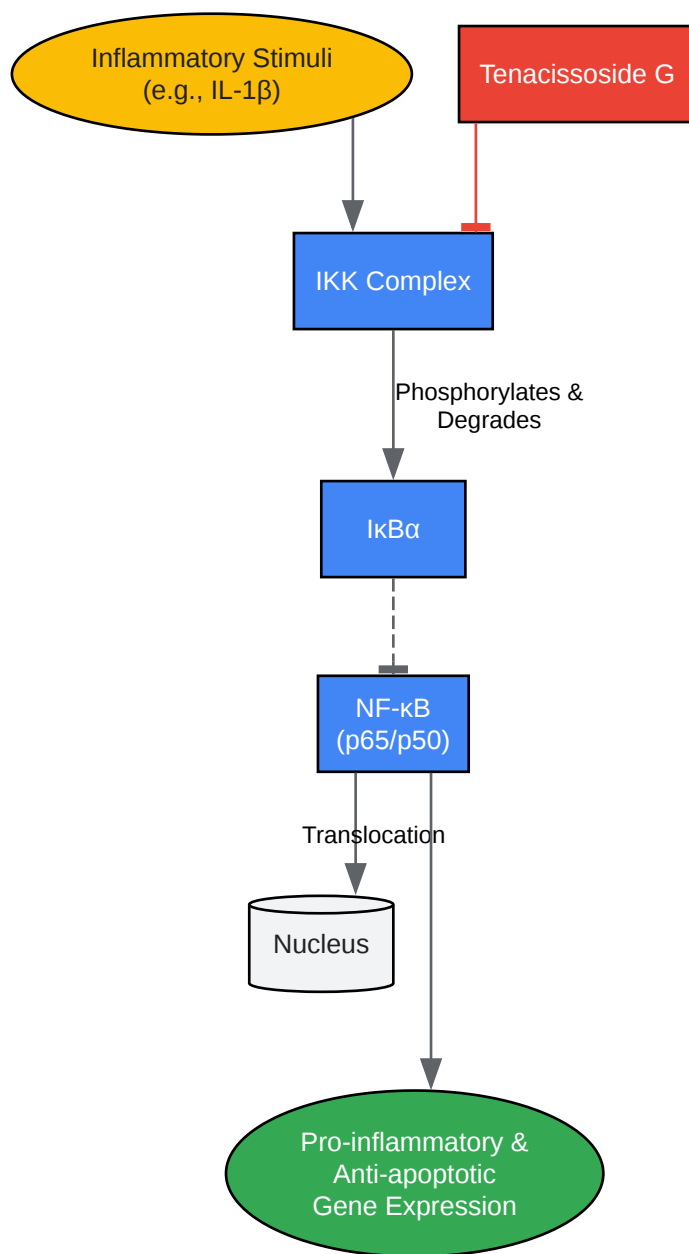 Inflammatory Stimuli
(e.g., IL-1β)
Tenacissoside G
IKK Complex
Phosphorylates &
Degrades
IκBα
NF-κB
(p65/p50)
Translocation
Nucleus
Pro-inflammatory &
Anti-apoptotic
Gene Expression